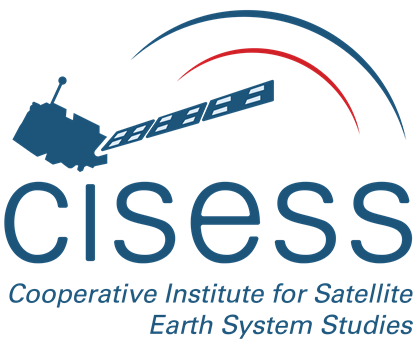 cisess
Cooperative Institute for Satellite
Earth System Studies